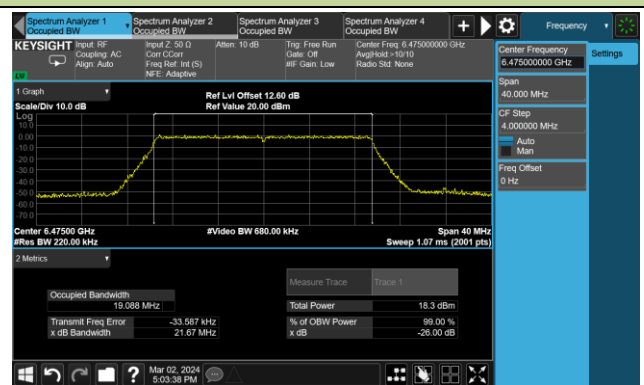 Spectrum Analyzer 1
Occupied BW
Spectrum Analyzer 2
Occupied BW
Spectrum Analyzer 3
Occupied BW
Spectrum Analyzer 4
Occupied BW
Frequency
KEYSIGHT
Input: RF
Coupling: AC
Align: Auto
Input Z: 50 Ω
Corr CCorr
Freq Ref: Int (S)
NFE: Adaptive
Atten: 10 dB
Trig: Free Run
Gate: Off
#IF Gain: Low
Center Freq: 6.475000000 GHz
Avg|Hold:>10/10
Radio Std: None
Center Frequency
6.475000000 GHz
Settings
Span
40.000 MHz
CF Step
4.000000 MHz
Auto
Man
Freq Offset
0 Hz
1 Graph
Scale/Div 10.0 dB
Ref Lvl Offset 12.60 dB
Ref Value 20.00 dBm
Log
10.0
0.00
-10.0
-20.0
-30.0
-40.0
-50.0
-60.0
-70.0
Center 6.47500 GHz
#Res BW 220.00 kHz
#Video BW 680.00 kHz
Span 40 MHz
Sweep 1.07 ms (2001 pts)
2 Metrics
Measure Trace
Trace 1
Occupied Bandwidth
19.088 MHz
Total Power
18.3 dBm
Transmit Freq Error
-33.587 kHz
% of OBW Power
99.00 %
x dB Bandwidth
21.67 MHz
x dB
-26.00 dB
Mar 02, 2024
5:03:38 PM